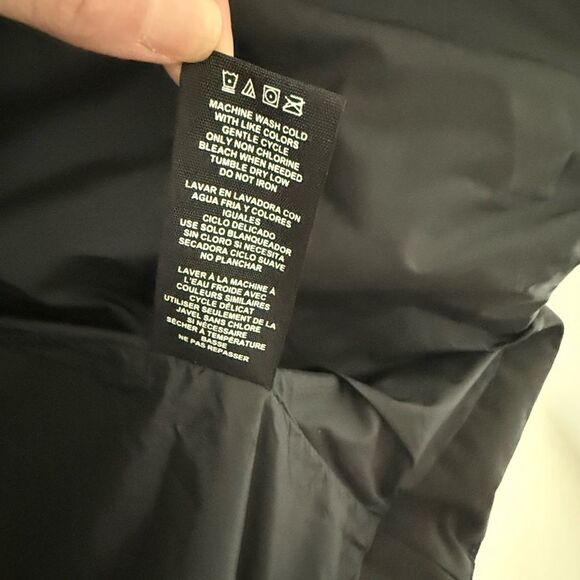 MACHINE WASH COLD
WITH LIKE COLORS
GENTLE CYCLE
ONLY NON CHLORINE
BLEACH WHEN NEEDED
TUMBLE DRY LOW
DO NOT IRON
LAVAR EN LAVADORA CON
AGUA FRIA Y COLORES
IGUALES
CICLO DELICADO
USE SOLO BLANQUEADOR
SIN CLORO SI NECESITA
SECADORA CICLO SUAVE
NO PLANCHAR
LAVER À LA MACHINE À
L'EAU FROIDE AVEC
COULEURS SIMILAIRES
CYCLE DÉLICAT
UTILISER SEULEMENT DE LA
JAVEL SANS CHLORE
SI NÉCESSAIRE
SÉCHER À TEMPÉRATURE
BASSE
NE PAS REPASSER